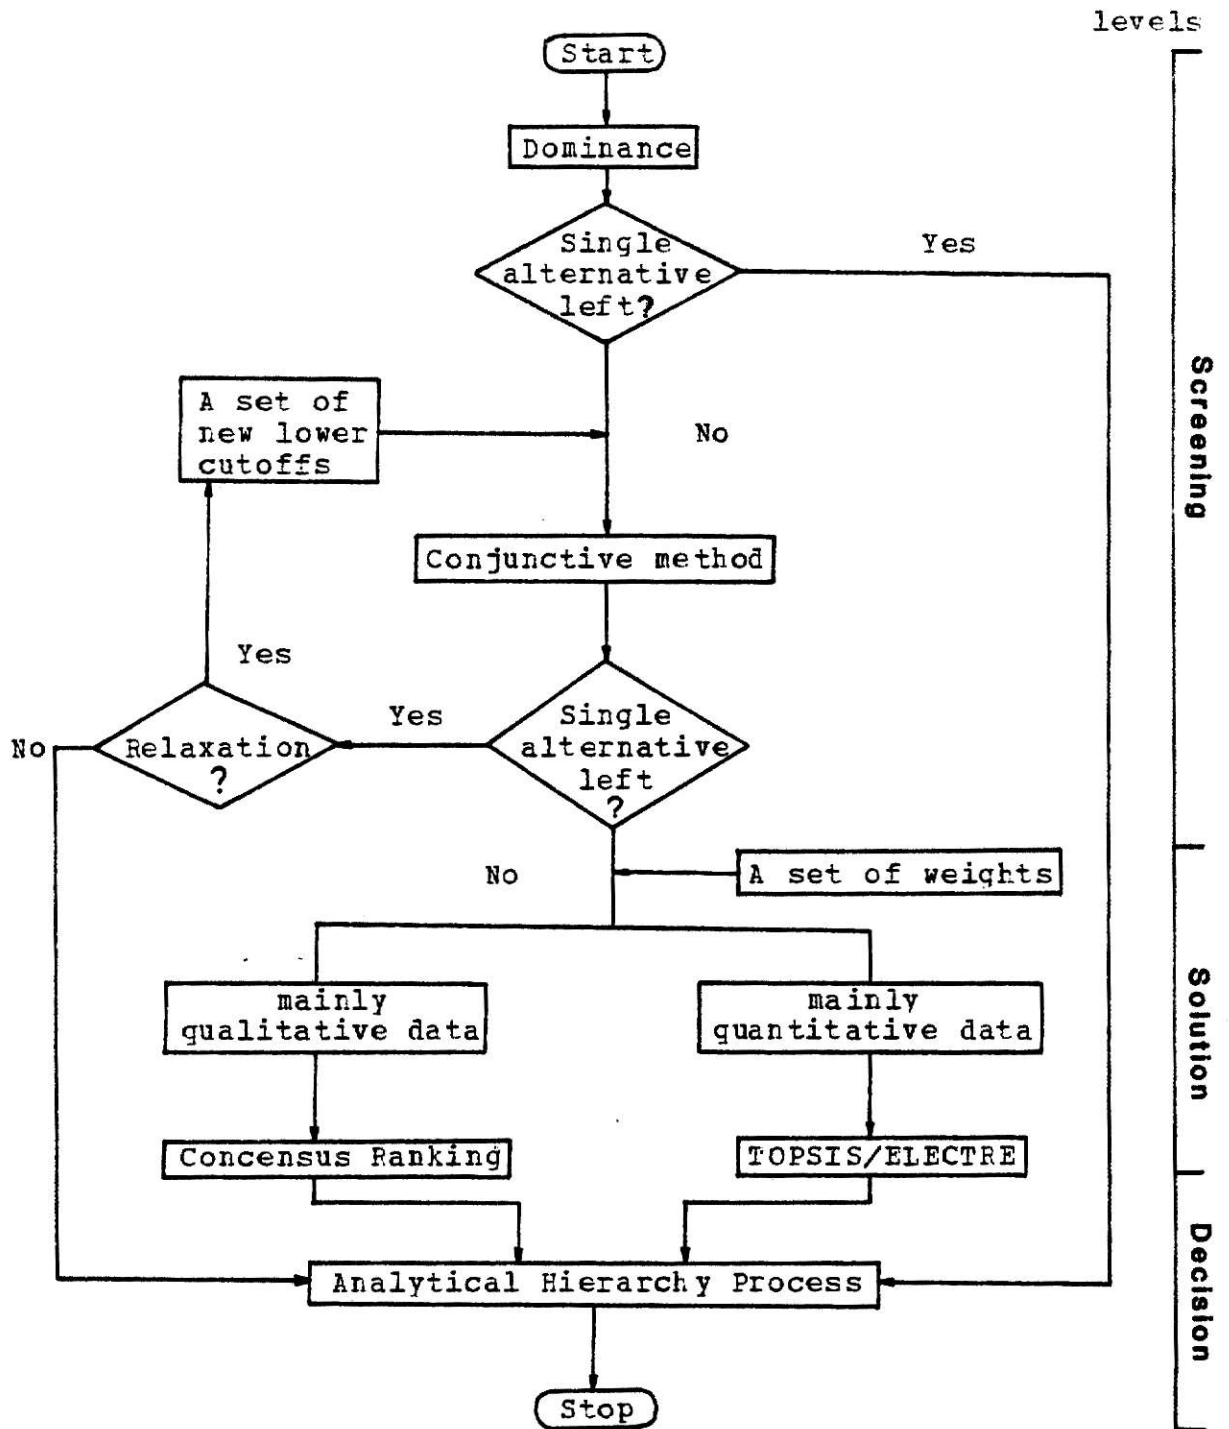 levels
Start
Dominance
Single
alternative
left?
Yes
A set of
new lower
cutoffs
No
Screening
Conjunctive method
Yes
Yes
Single
alternative
left
?
No
Relaxation
?
No
A set of weights
mainly
qualitative data
mainly
quantitative data
Solution
Concensus Ranking
TOPSIS/ELECTRE
Decision
Analytical Hierarchy Process
Stop